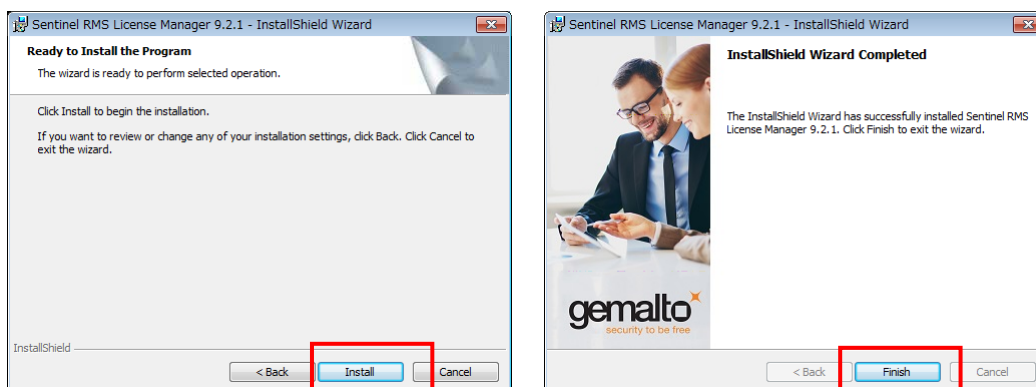 Sentinel RMS License Manager 9.2.1 - InstallShield Wizard
Ready to Install the Program
The wizard is ready to perform selected operation.
Click Install to begin the installation.
If you want to review or change any of your installation settings, click Back. Click Cancel to
exit the wizard.
InstallShield
< Back
Install
Cancel
Sentinel RMS License Manager 9.2.1 - InstallShield Wizard
InstallShield Wizard Completed
The InstallShield Wizard has successfully installed Sentinel RMS
License Manager 9.2.1. Click Finish to exit the wizard.
gemalto
security to be free
< Back
Finish
Cancel